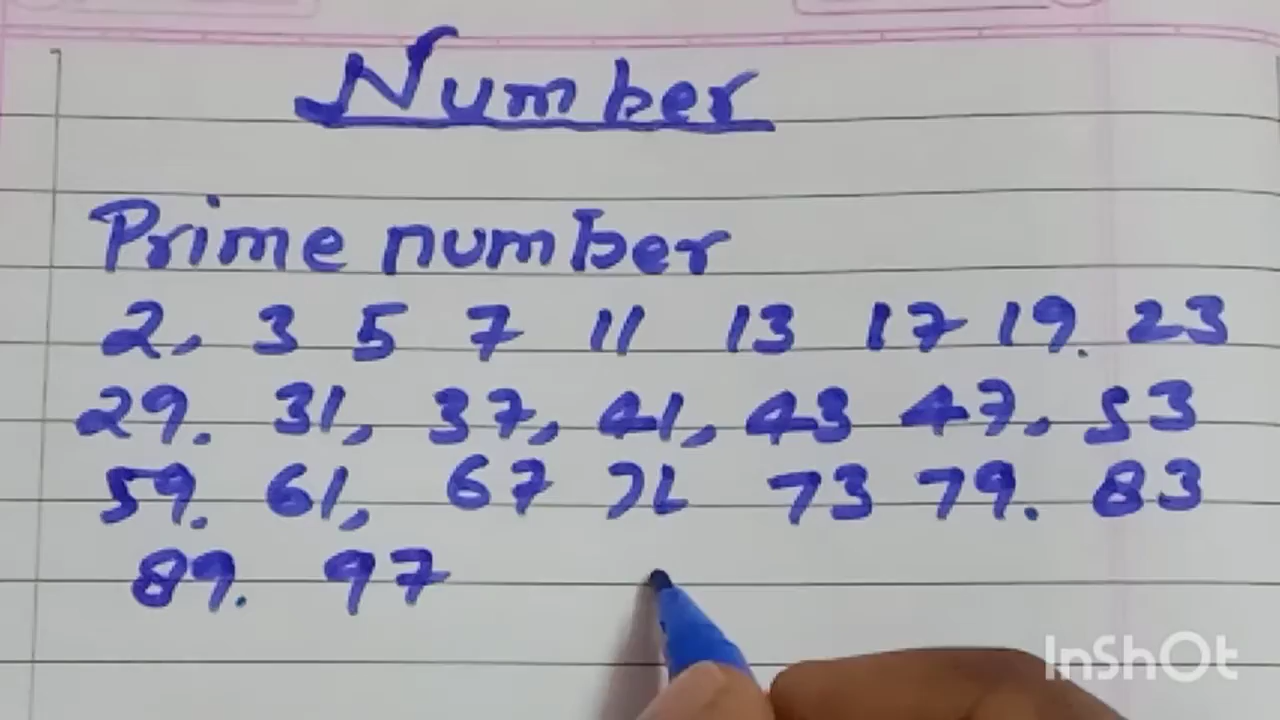 Number
Prime number
2, 3 5 7 11 13 17 19. 23
29. 31, 37, 41, 43 47. 53
59. 61, 67 71 73 79. 83
89. 97
InShOt